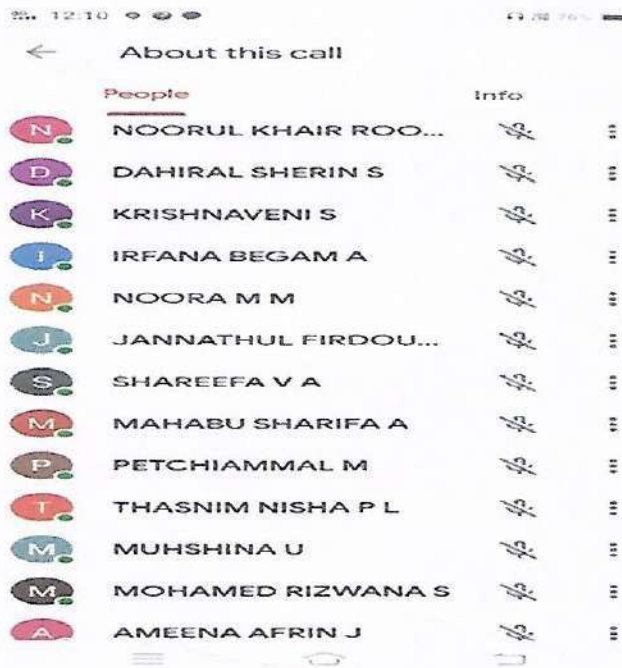 12:10
About this call
People Info
N NOORUL KHAIR ROO...
D DAHIRAL SHERIN S
K KRISHNAVENI S
I IRFANA BEGAM A
N NOORA M M
J JANNATHUL FIRDOU...
S SHAREEFA V A
M MAHABU SHARIFA A
P PETCHIAMMAL M
T THASNIM NISHA P L
M MUHSHINA U
M MOHAMED RIZWANA S
A AMEENA AFRIN J